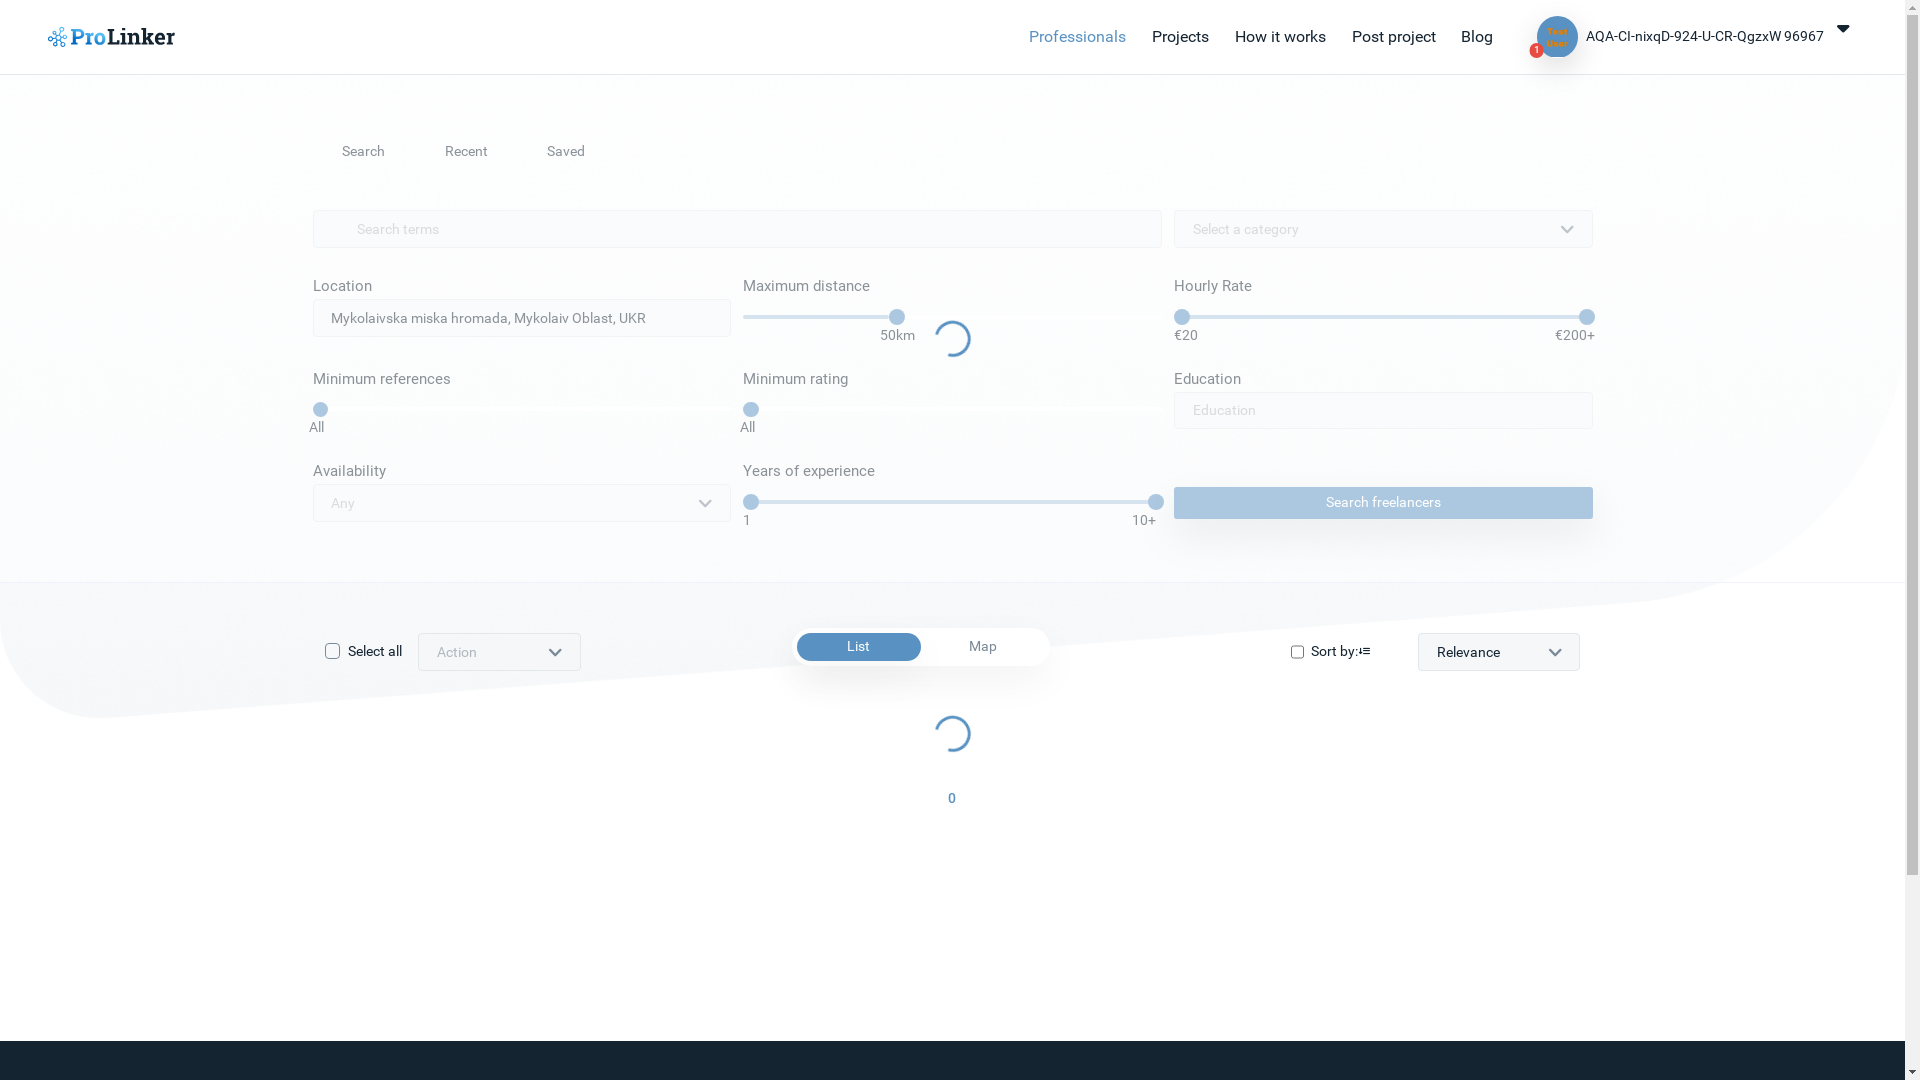 ProLinker
Professionals Projects How it works Post project Blog
Test User
1
AQA-CI-nixqD-924-U-CR-QgzxW 96967
Search Recent Saved
Search terms Select a category
Location Maximum distance Hourly Rate
Mykolaivska miska hromada, Mykolaiv Oblast, UKR
50km €20 €200+
Minimum references Minimum rating Education
Education
All All
Availability Years of experience
Any Search freelancers
1 10+
Select all Action List Map Sort by: Relevance
0